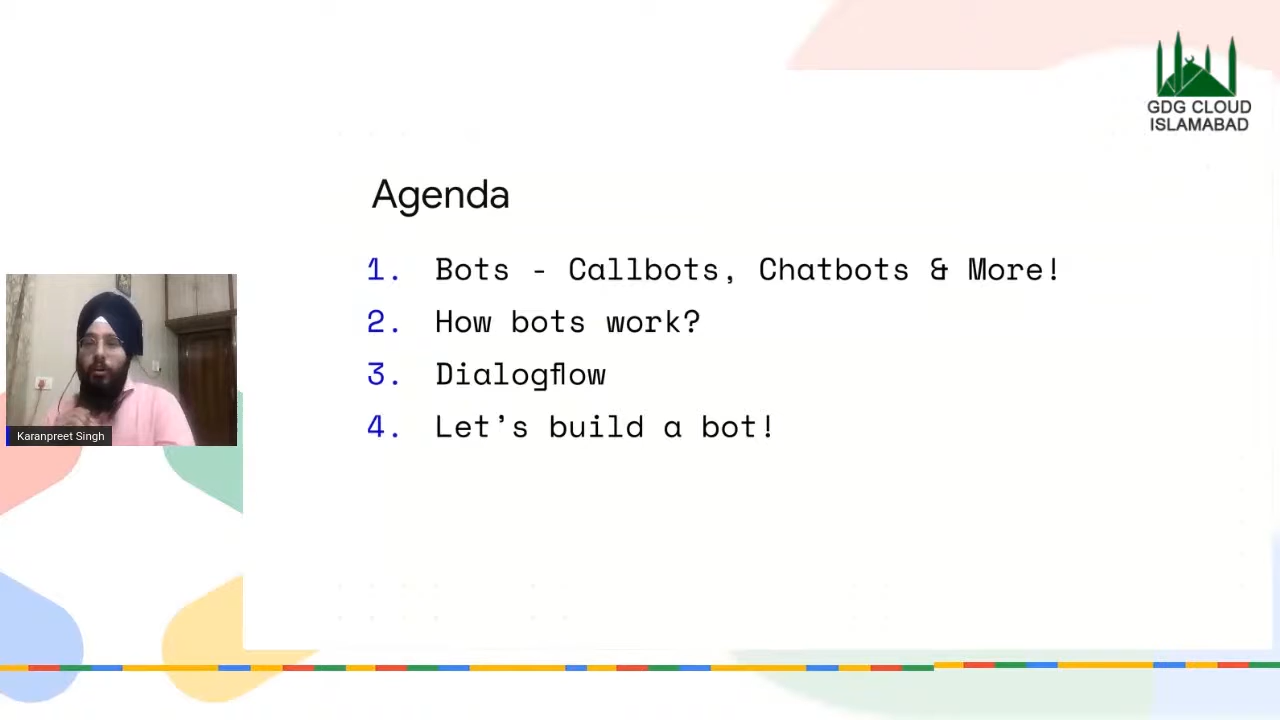 GDG CLOUD
ISLAMABAD
Agenda
1. Bots - Callbots, Chatbots & More!
2. How bots work?
3. Dialogflow
4. Let’s build a bot!
Karanpreet Singh